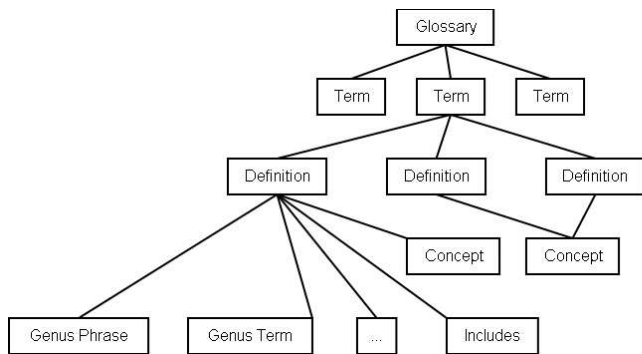 Glossary
Term
Term
Term
Definition
Definition
Definition
Concept
Concept
Genus Phrase
Genus Term
...
Includes